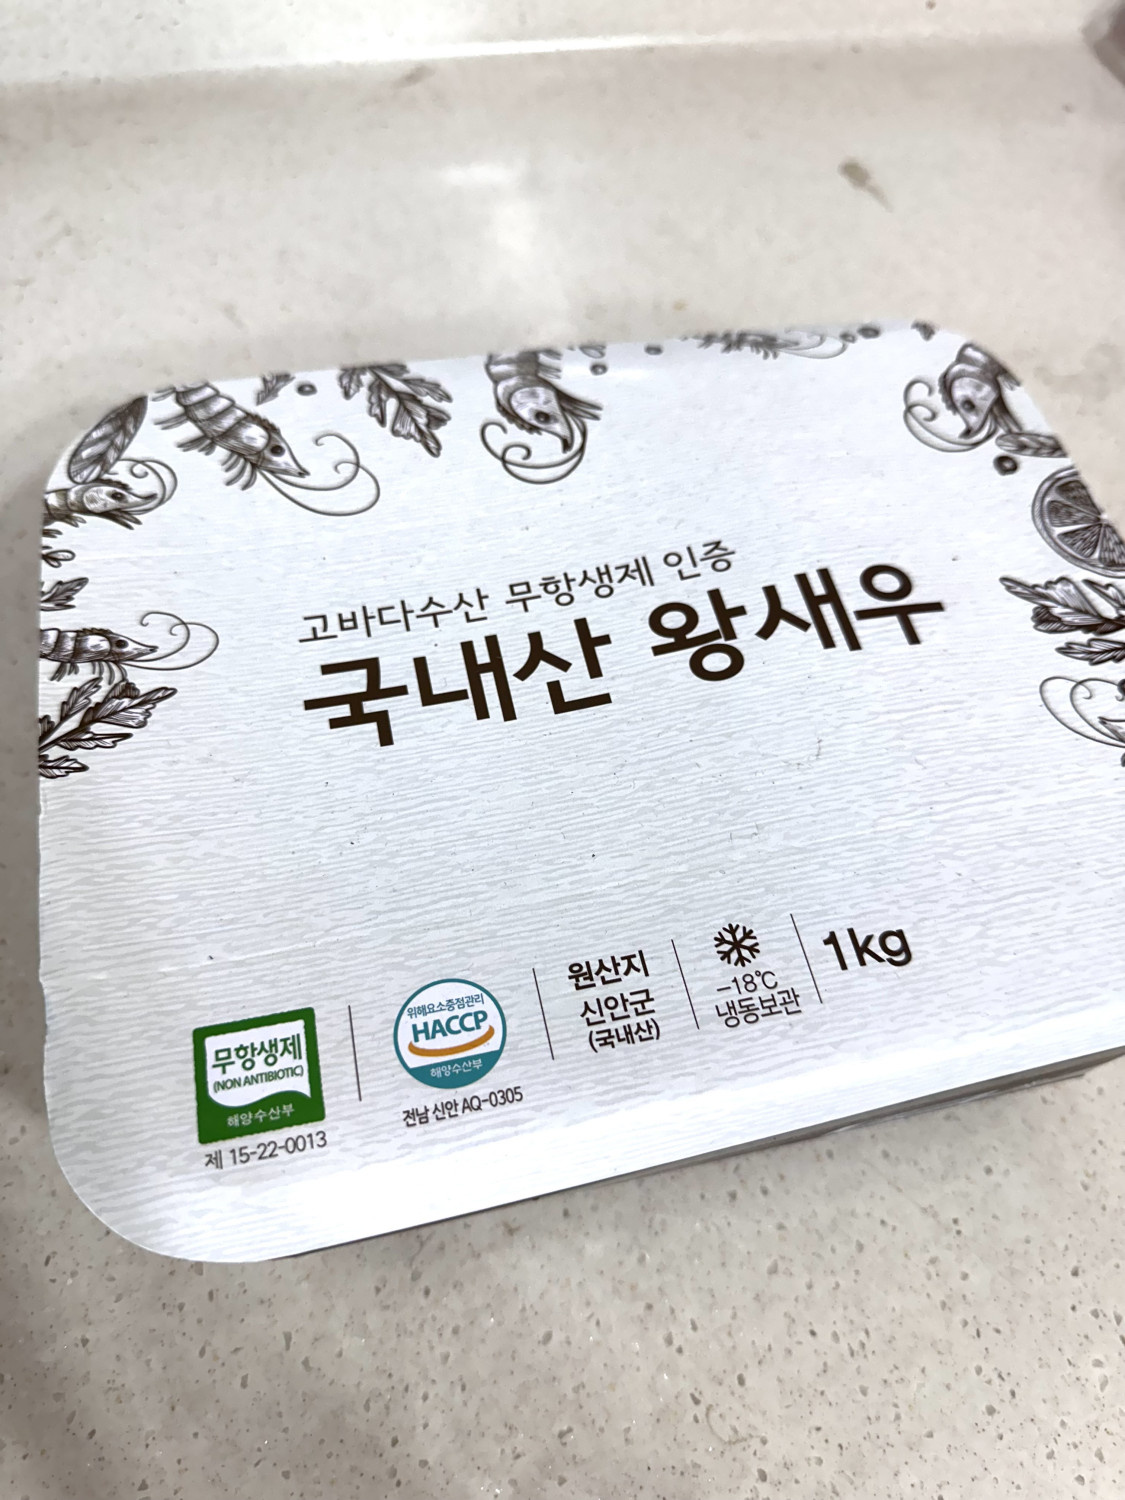 고바다수산 무항생제 인증
국내산 왕새우
무항생제
(NON ANTIBIOTIC)
해양수산부
제 15-22-0013
위해요소중점관리
HACCP
해양수산부
전남 신안 AQ-0305
원산지
신안군
(국내산)
-18℃
냉동보관
1kg